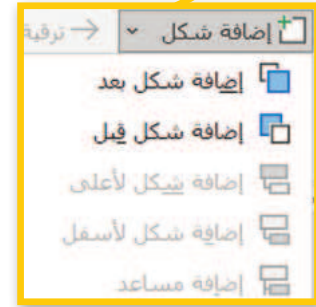 إضافة شكل ترقية
إضافة شكل بعد
إضافة شكل قبل
إضافة شكل لأعلى
إضافة شكل لأسفل
إضافة مساعد